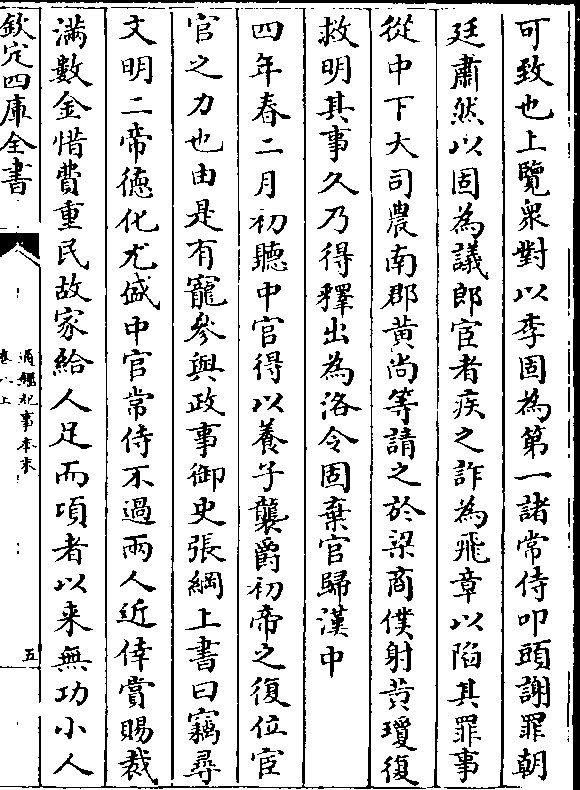 可致也上覽衆對以李固為第一諸常侍叩頭謝罪朝
廷肅然以固為議郎宦者疾之詐為飛章以陷其罪事
從中下大司農南郡黄尚等請之於梁商僕射黄瓊復
救明其事久乃得釋出為洛令固棄官歸漢中
四年春二月初聽中官得以養子襲爵初帝之復位宦
官之力也由是有寵參與政事御史張綱上書曰竊尋
文明二帝德化尤盛中官常侍不過兩人近倖賞賜裁
滿數金惜費重民故家給人足而頃者以来無功小人
欽定四庫全書
通鑑紀事本末
卷八上
五